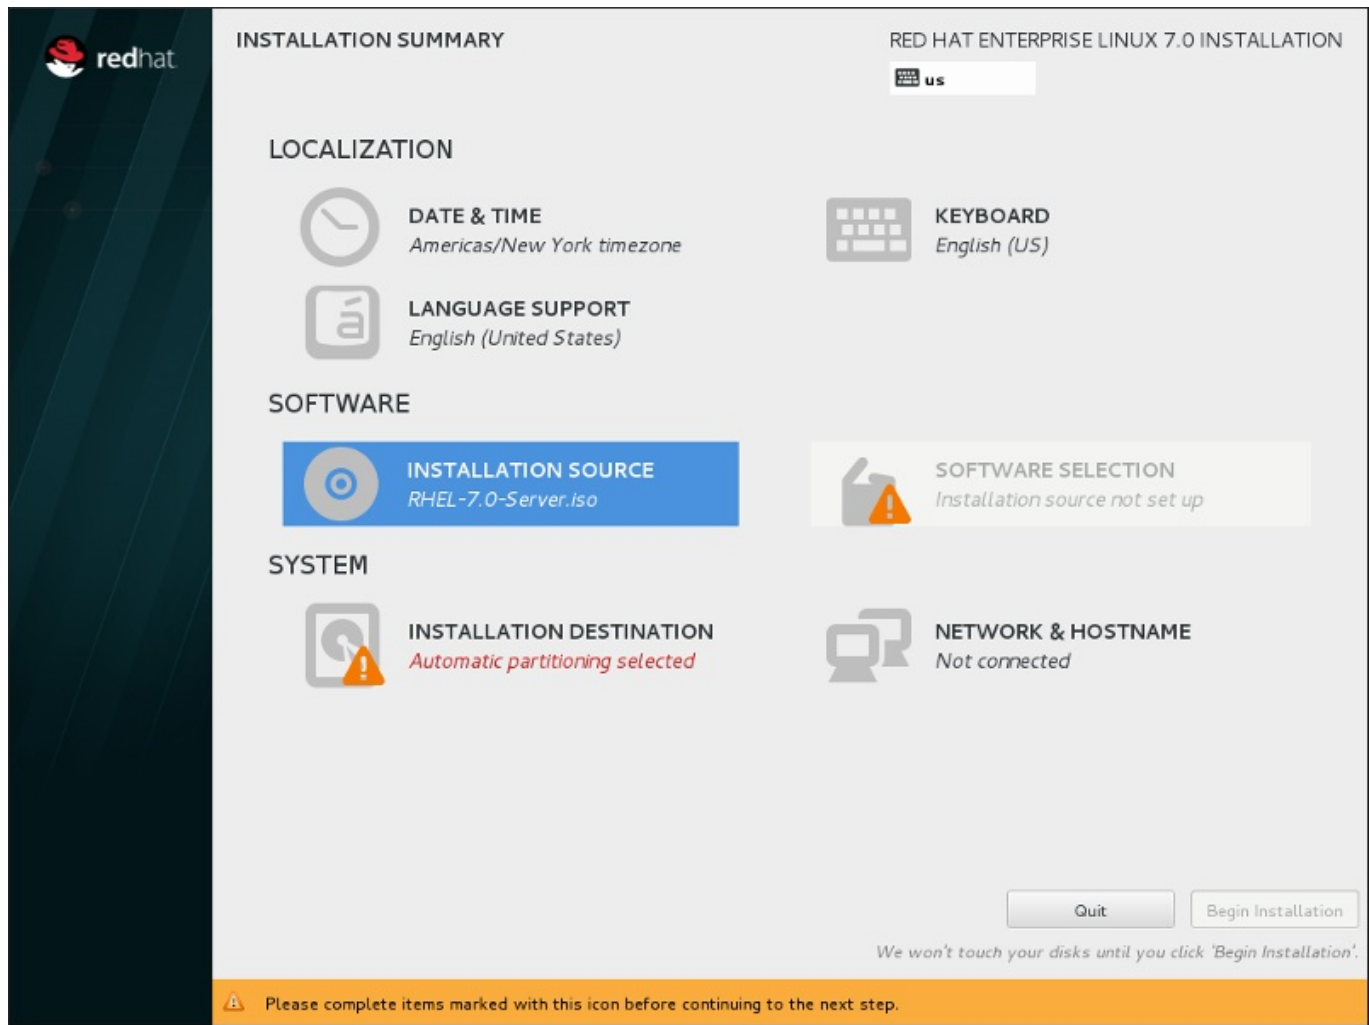 redhat
INSTALLATION SUMMARY
RED HAT ENTERPRISE LINUX 7.0 INSTALLATION
us
LOCALIZATION
DATE & TIME
Americas/New York timezone
KEYBOARD
English (US)
LANGUAGE SUPPORT
English (United States)
SOFTWARE
INSTALLATION SOURCE
RHEL-7.0-Server.iso
SOFTWARE SELECTION
Installation source not set up
SYSTEM
INSTALLATION DESTINATION
Automatic partitioning selected
NETWORK & HOSTNAME
Not connected
Quit
Begin Installation
We won't touch your disks until you click 'Begin Installation'.
Please complete items marked with this icon before continuing to the next step.